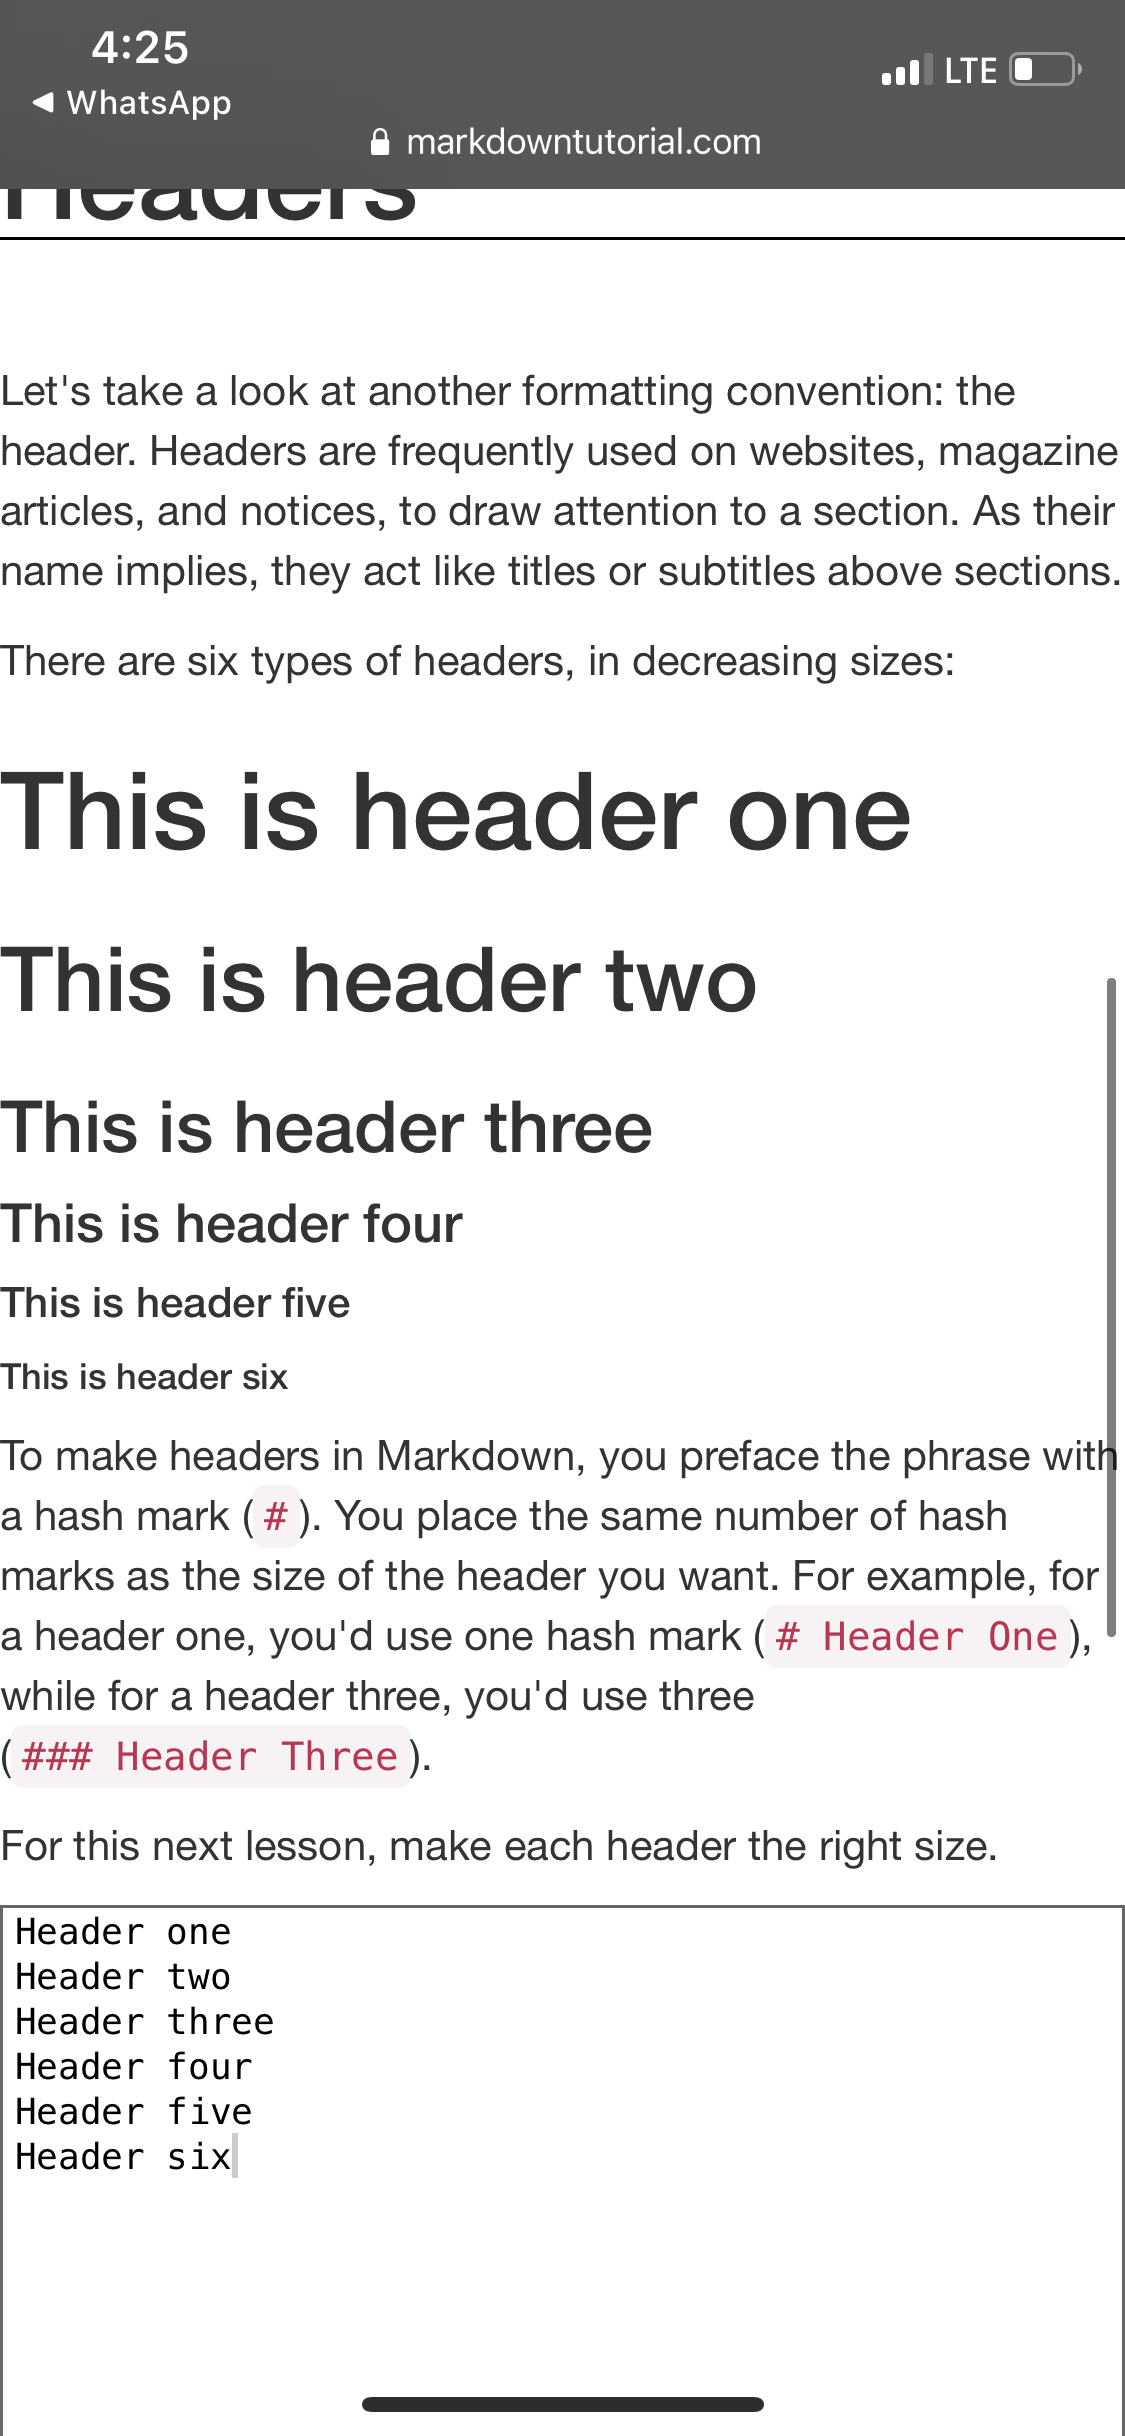 4:25
LTE
◀ WhatsApp
markdowntutorial.com
Headers
Let's take a look at another formatting convention: the
header. Headers are frequently used on websites, magazine
articles, and notices, to draw attention to a section. As their
name implies, they act like titles or subtitles above sections.
There are six types of headers, in decreasing sizes:
This is header one
This is header two
This is header three
This is header four
This is header five
This is header six
To make headers in Markdown, you preface the phrase with
a hash mark ( # ). You place the same number of hash
marks as the size of the header you want. For example, for
a header one, you'd use one hash mark ( # Header One ),
while for a header three, you'd use three
( ### Header Three ).
For this next lesson, make each header the right size.
Header one
Header two
Header three
Header four
Header five
Header six